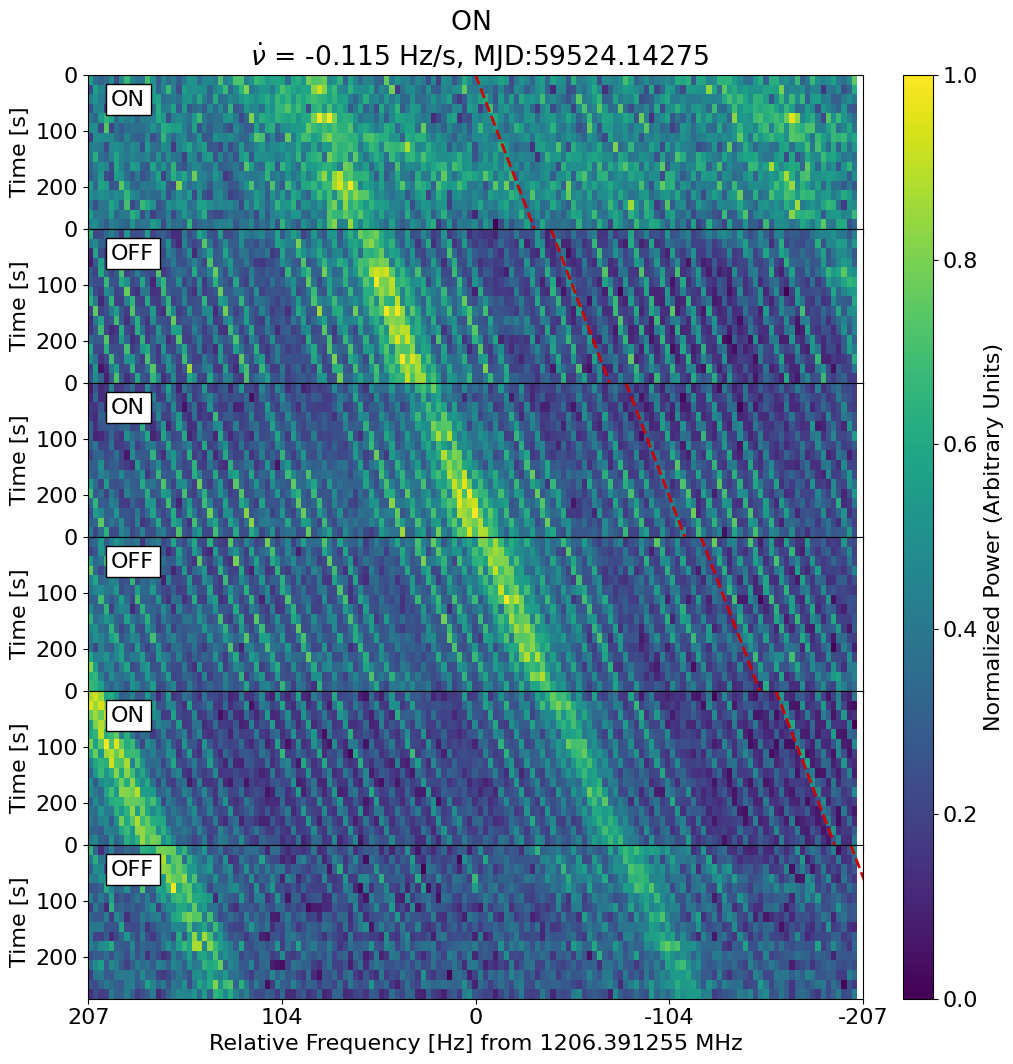 ON
ν̇ = -0.115 Hz/s, MJD:59524.14275
0
100
200
Time [s]
ON
0
100
200
Time [s]
OFF
0
100
200
Time [s]
ON
0
100
200
Time [s]
OFF
0
100
200
Time [s]
ON
0
100
200
Time [s]
OFF
207
104
0
-104
-207
Relative Frequency [Hz] from 1206.391255 MHz
1.0
0.8
0.6
0.4
0.2
0.0
Normalized Power (Arbitrary Units)